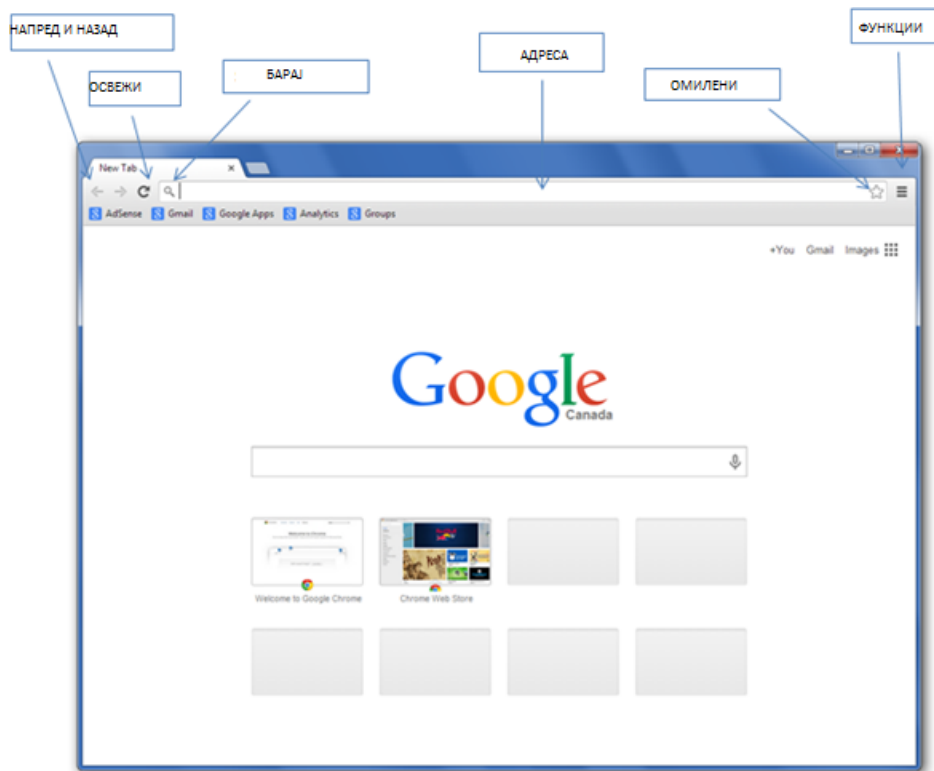 НАПРЕД И НАЗАД
ФУНКЦИИ
АДРЕСА
БАРАЈ
ОСВЕЖИ
ОМИЛЕНИ
New Tab
AdSense Gmail Google Apps Analytics Groups
+You Gmail Images
Google
Canada
Welcome to Google Chrome Chrome Web Store